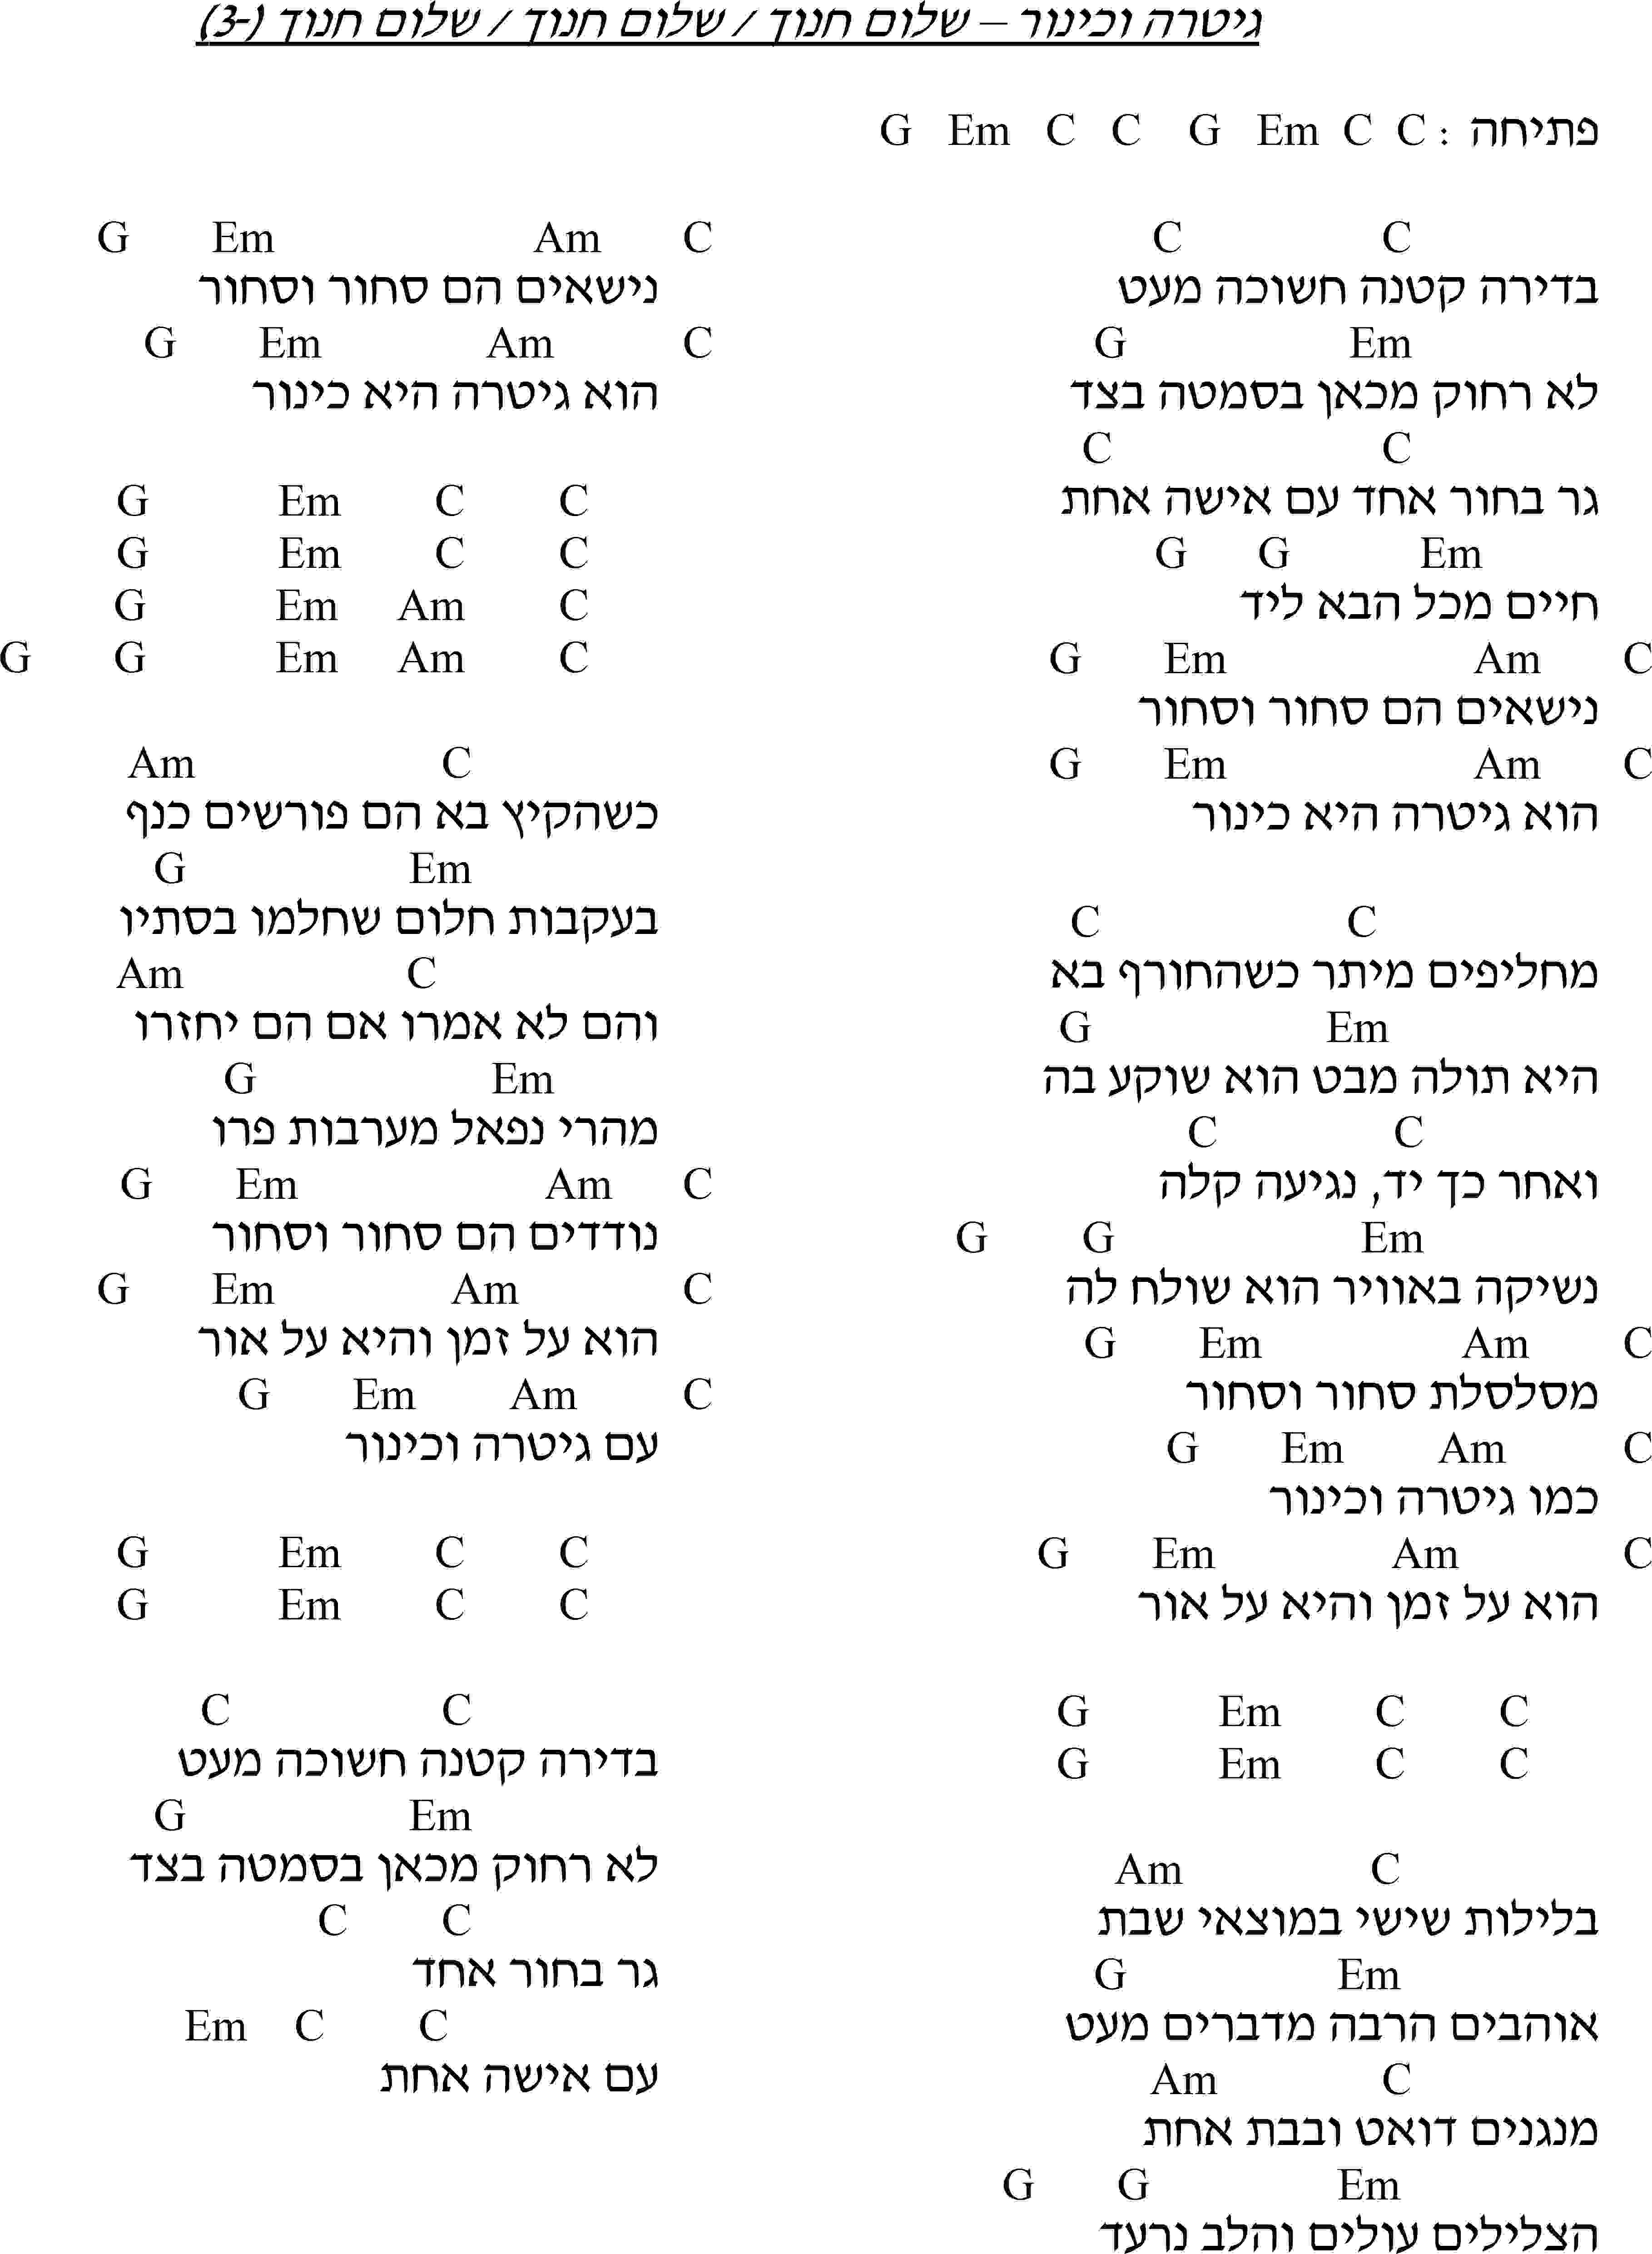 גיטרה וכינור – שלום חנוך / שלום חנוך / שלום חנוך (-3)
פתיחה : G Em C C G Em C C
C C
בדירה קטנה חשוכה מעט
G Em
לא רחוק מכאן בסמטה בצד
C C
גר בחור אחד עם אישה אחת
G G Em
חיים מכל הבא ליד
G Em Am C
נישאים הם סחור וסחור
G Em Am C
הוא גיטרה היא כינור
C C
מחליפים מיתר כשהחורף בא
G Em
היא תולה מבט הוא שוקע בה
C C
ואחר כך יד, נגיעה קלה
G G Em
נשיקה באוויר הוא שולח לה
G Em Am C
מסלסלת סחור וסחור
G Em Am C
כמו גיטרה וכינור
G Em Am C
הוא על זמן והיא על אור
G Em C C
G Em C C
Am C
בלילות שישי במוצאי שבת
G Em
אוהבים הרבה מדברים מעט
Am C
מנגנים דואט ובבת אחת
G G Em
הצלילים עולים והלב נרעד
G Em Am C
נישאים הם סחור וסחור
G Em Am C
הוא גיטרה היא כינור
G Em C C
G Em C C
G Em Am C
G G Em Am C
Am C
כשהקיץ בא הם פורשים כנף
G Em
בעקבות חלום שחלמו בסתיו
Am C
והם לא אמרו אם הם יחזרו
G Em
מהרי נפאל מערבות פרו
G Em Am C
נודדים הם סחור וסחור
G Em Am C
הוא על זמן והיא על אור
G Em Am C
עם גיטרה וכינור
G Em C C
G Em C C
C C
בדירה קטנה חשוכה מעט
G Em
לא רחוק מכאן בסמטה בצד
C C
גר בחור אחד
Em C C
עם אישה אחת